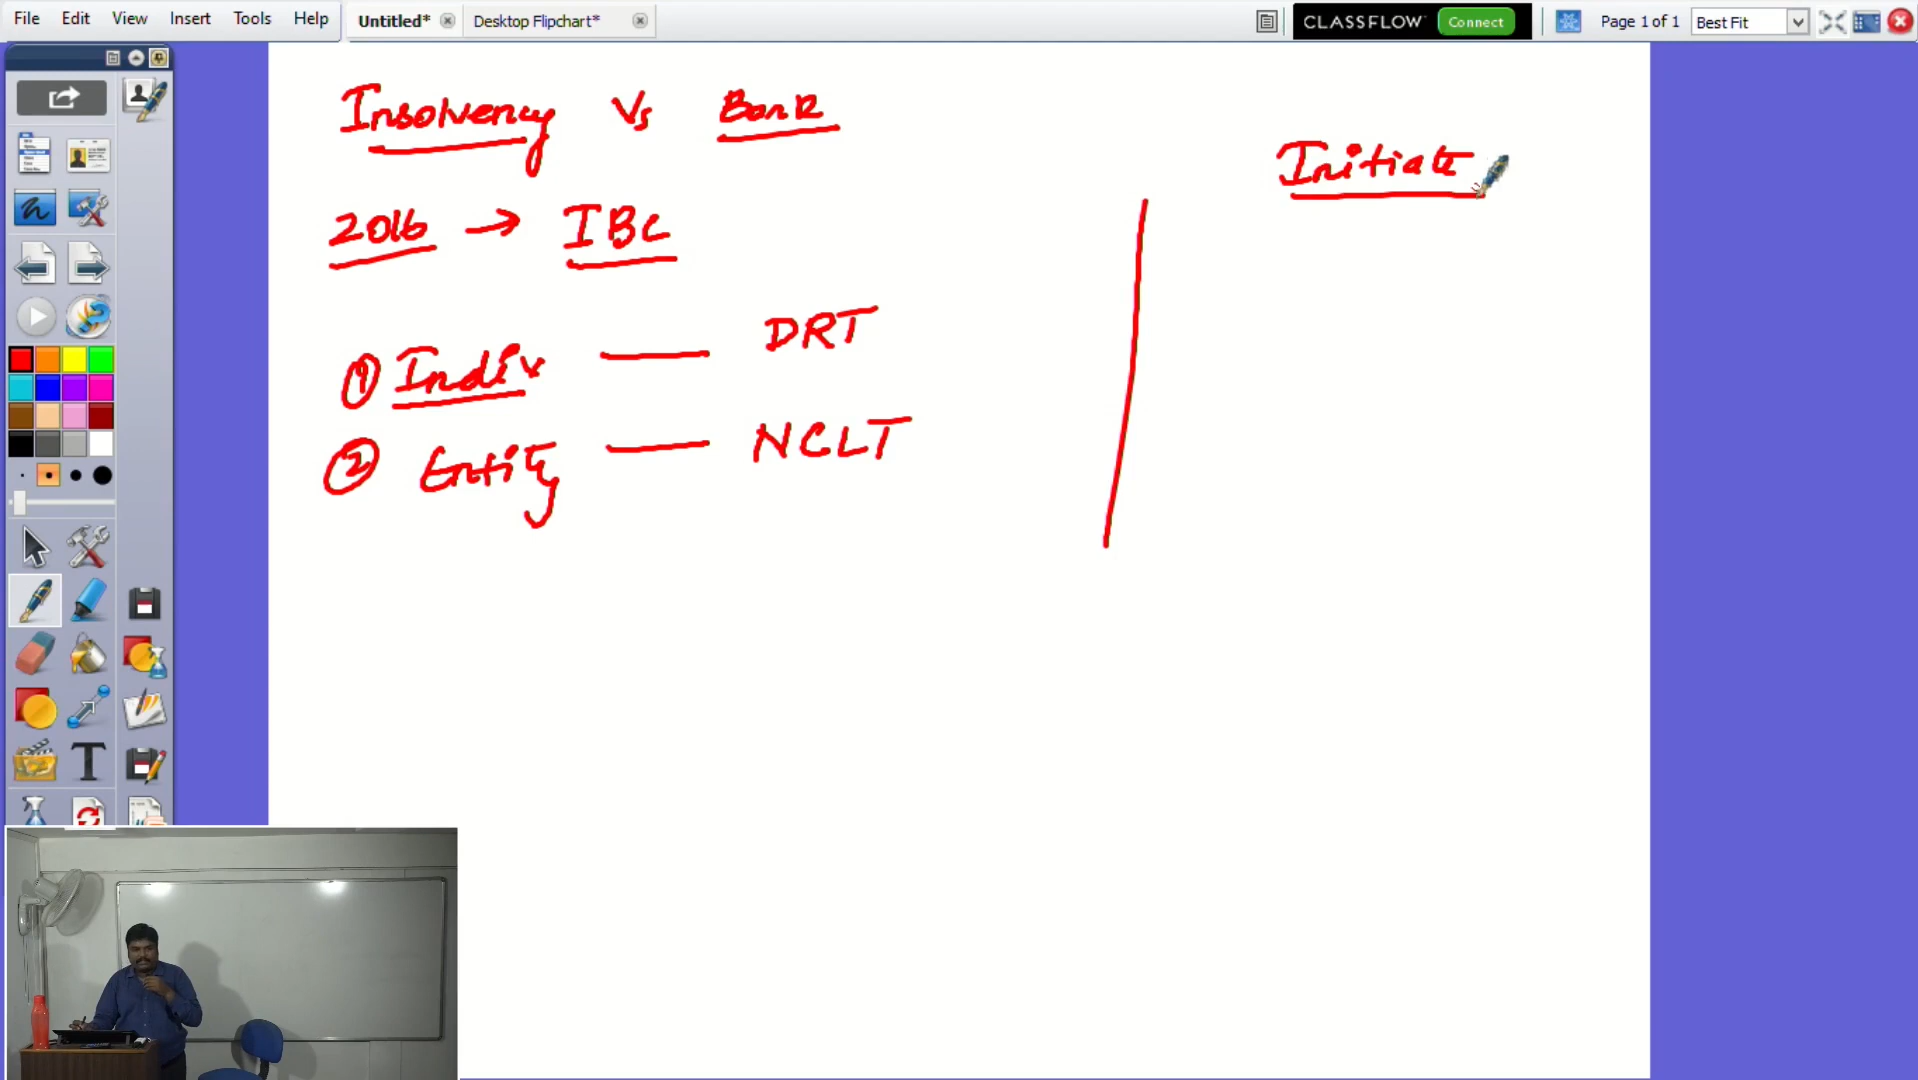 File Edit View Insert Tools Help
Untitled* Desktop Flipchart*
CLASSFLOW Connect
Page 1 of 1 Best Fit
Insolvency Vs Bank
Initiate
2016 → IBC
① Indiv — DRT
② Entity — NCLT
T